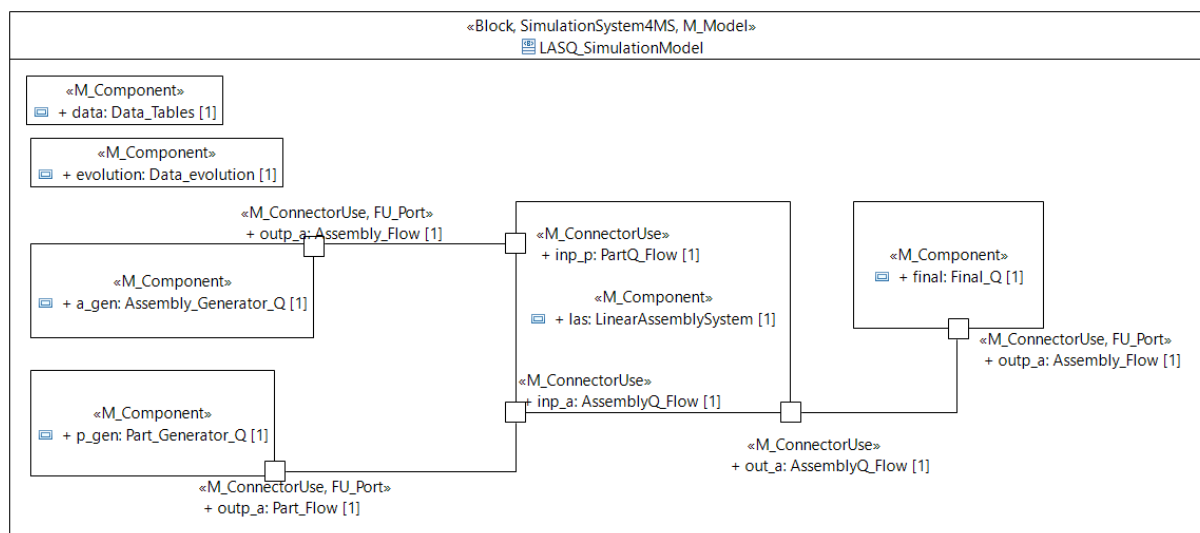 «Block, SimulationSystem4MS, M_Model»
LASQ_SimulationModel
«M_Component»
+ data: Data_Tables [1]
«M_Component»
+ evolution: Data_evolution [1]
«M_ConnectorUse, FU_Port»
+ outp_a: Assembly_Flow [1]
«M_Component»
+ a_gen: Assembly_Generator_Q [1]
«M_ConnectorUse»
+ inp_p: PartQ_Flow [1]
«M_Component»
+ las: LinearAssemblySystem [1]
«M_Component»
+ final: Final_Q [1]
«M_ConnectorUse, FU_Port»
+ outp_a: Assembly_Flow [1]
«M_ConnectorUse»
+ inp_a: AssemblyQ_Flow [1]
«M_Component»
+ p_gen: Part_Generator_Q [1]
«M_ConnectorUse»
+ out_a: AssemblyQ_Flow [1]
«M_ConnectorUse, FU_Port»
+ outp_a: Part_Flow [1]